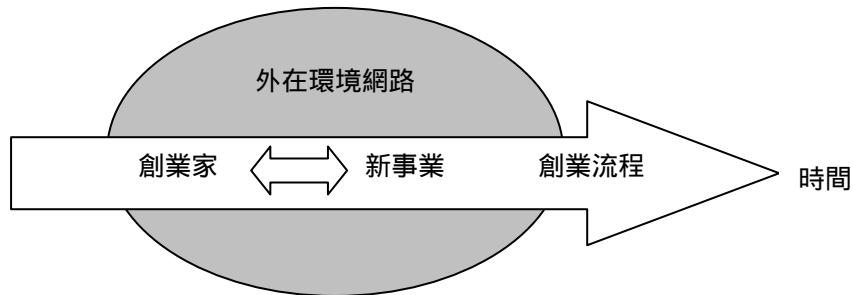 外在環境網路
創業家 新事業 創業流程
時間